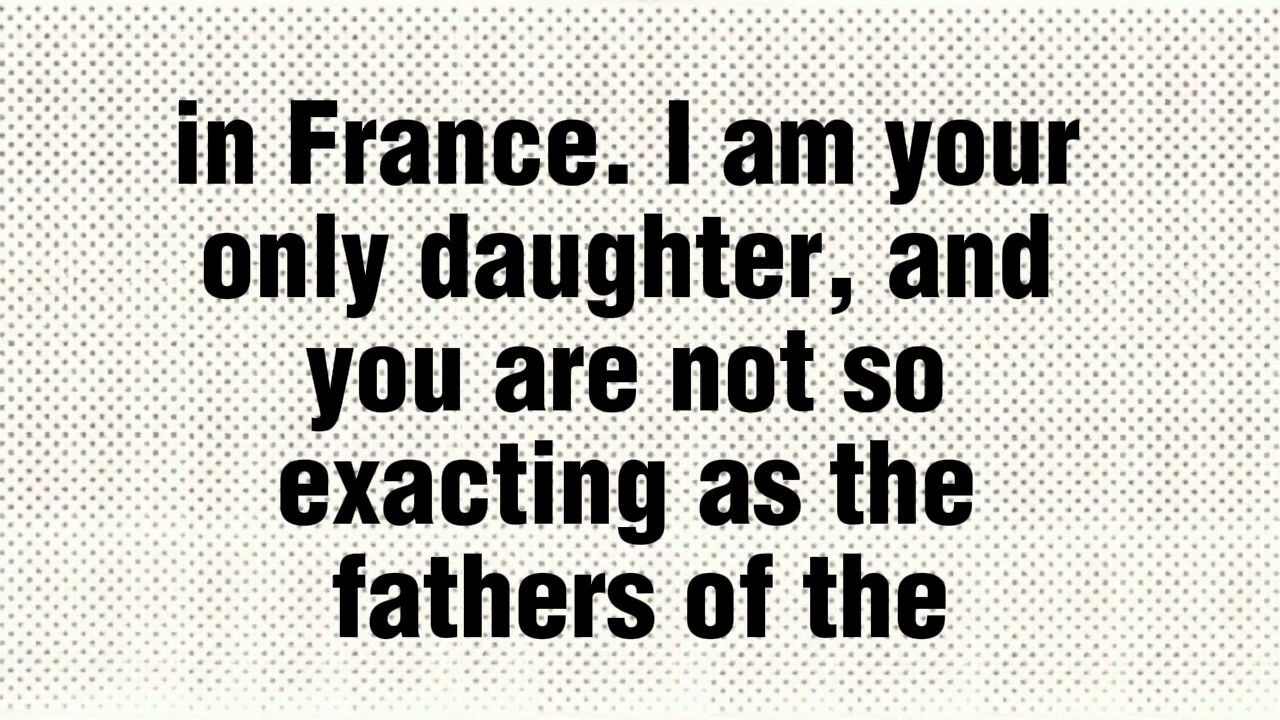 in France. I am your
only daughter, and
you are not so
exacting as the
fathers of the